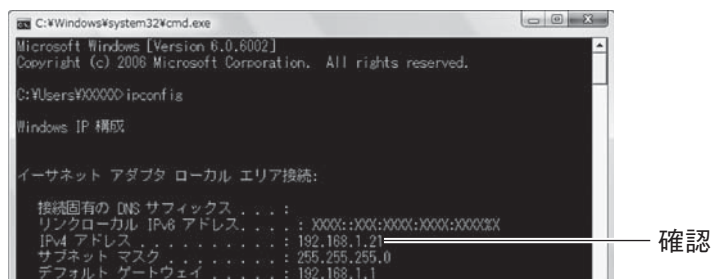 C:¥Windows¥system32¥cmd.exe
Microsoft Windows [Version 6.0.6002]
Copyright (c) 2006 Microsoft Corporation.  All rights reserved.
C:¥Users¥XXXXX>ipconfig
Windows IP 構成
イーサネット アダプタ ローカル エリア接続:
接続固有の DNS サフィックス . . . . :
リンクローカル IPv6 アドレス. . . . . : XXXX::XXX:XXXX:XXXX:XXXX%XX
IPv4 アドレス . . . . . . . . . . . : 192.168.1.21
確認
サブネット マスク . . . . . . . . . : 255.255.255.0
デフォルト ゲートウェイ . . . . . . : 192.168.1.1